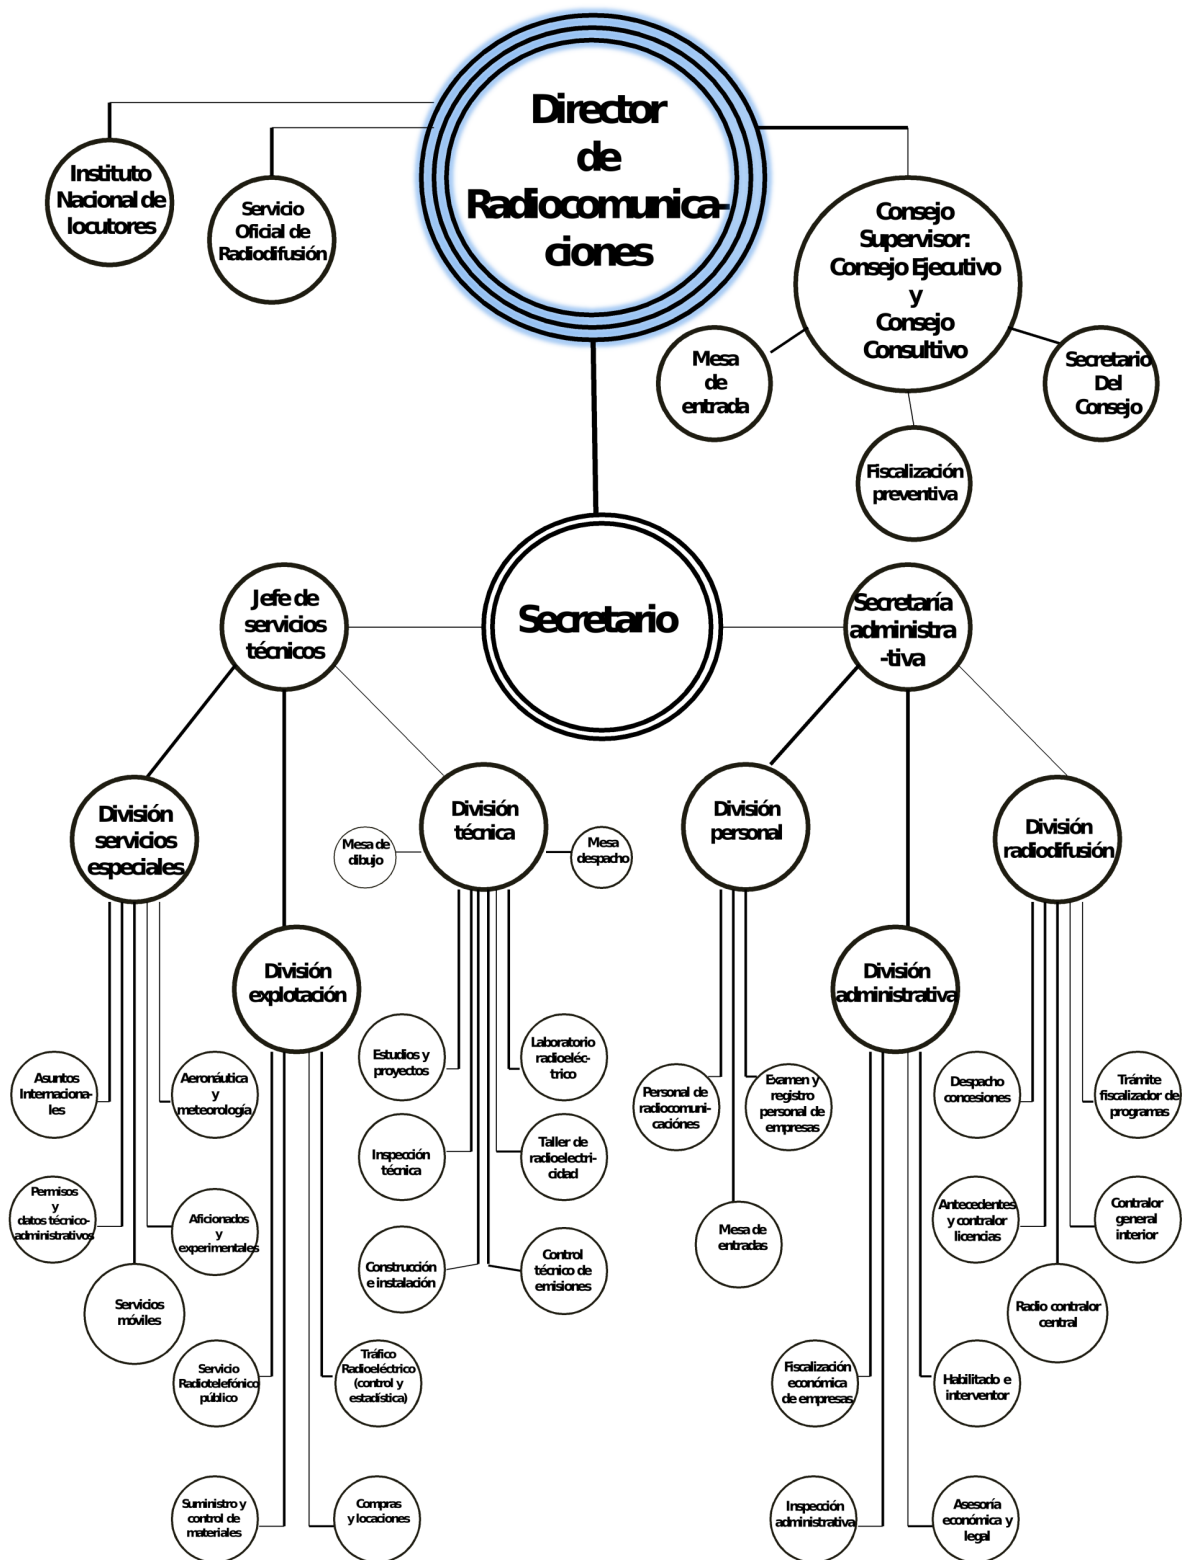 Director
de
Radiocomunica-
ciones
Instituto
Nacional de
locutores
Servicio
Oficial de
Radiodifusión
Consejo
Supervisor:
Consejo Ejecutivo
y
Consejo
Consultivo
Mesa
de
entrada
Secretario
Del
Consejo
Fiscalización
preventiva
Jefe de
servicios
técnicos
Secretario
Secretaría
administra
-tiva
División
servicios
especiales
División
técnica
Mesa de
dibujo
Mesa
despacho
División
personal
División
radiodifusión
División
explotación
División
administrativa
Asuntos
Internaciona-
les
Aeronáutica
y
meteorología
Estudios y
proyectos
Laboratorio
radioeléc-
trico
Personal de
radiocomuni-
caciónes
Examen y
registro
personal de
empresas
Despacho
concesiones
Trámite
fiscalizador de
programas
Permisos
y
datos técnico-
administrativos
Aficionados
y
experimentales
Inspección
técnica
Taller de
radioelectri-
cidad
Mesa de
entradas
Antecedentes
y contralor
licencias
Contralor
general
interior
Servicios
móviles
Construcción
e instalación
Control
técnico de
emisiones
Radio contralor
central
Servicio
Radiotelefónico
público
Tráfico
Radioeléctrico
(control y
estadística)
Fiscalización
económica
de empresas
Habilitado e
interventor
Suministro y
control de
materiales
Compras
y locaciones
Inspección
administrativa
Asesoría
económica y
legal